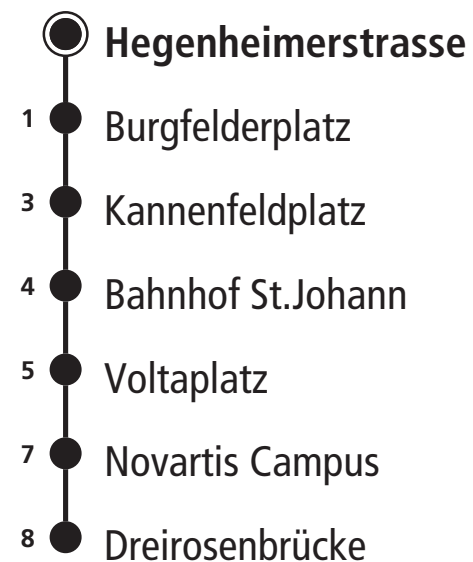 Hegenheimerstrasse
1 Burgfelderplatz
3 Kannenfeldplatz
4 Bahnhof St.Johann
5 Voltaplatz
7 Novartis Campus
8 Dreirosenbrücke